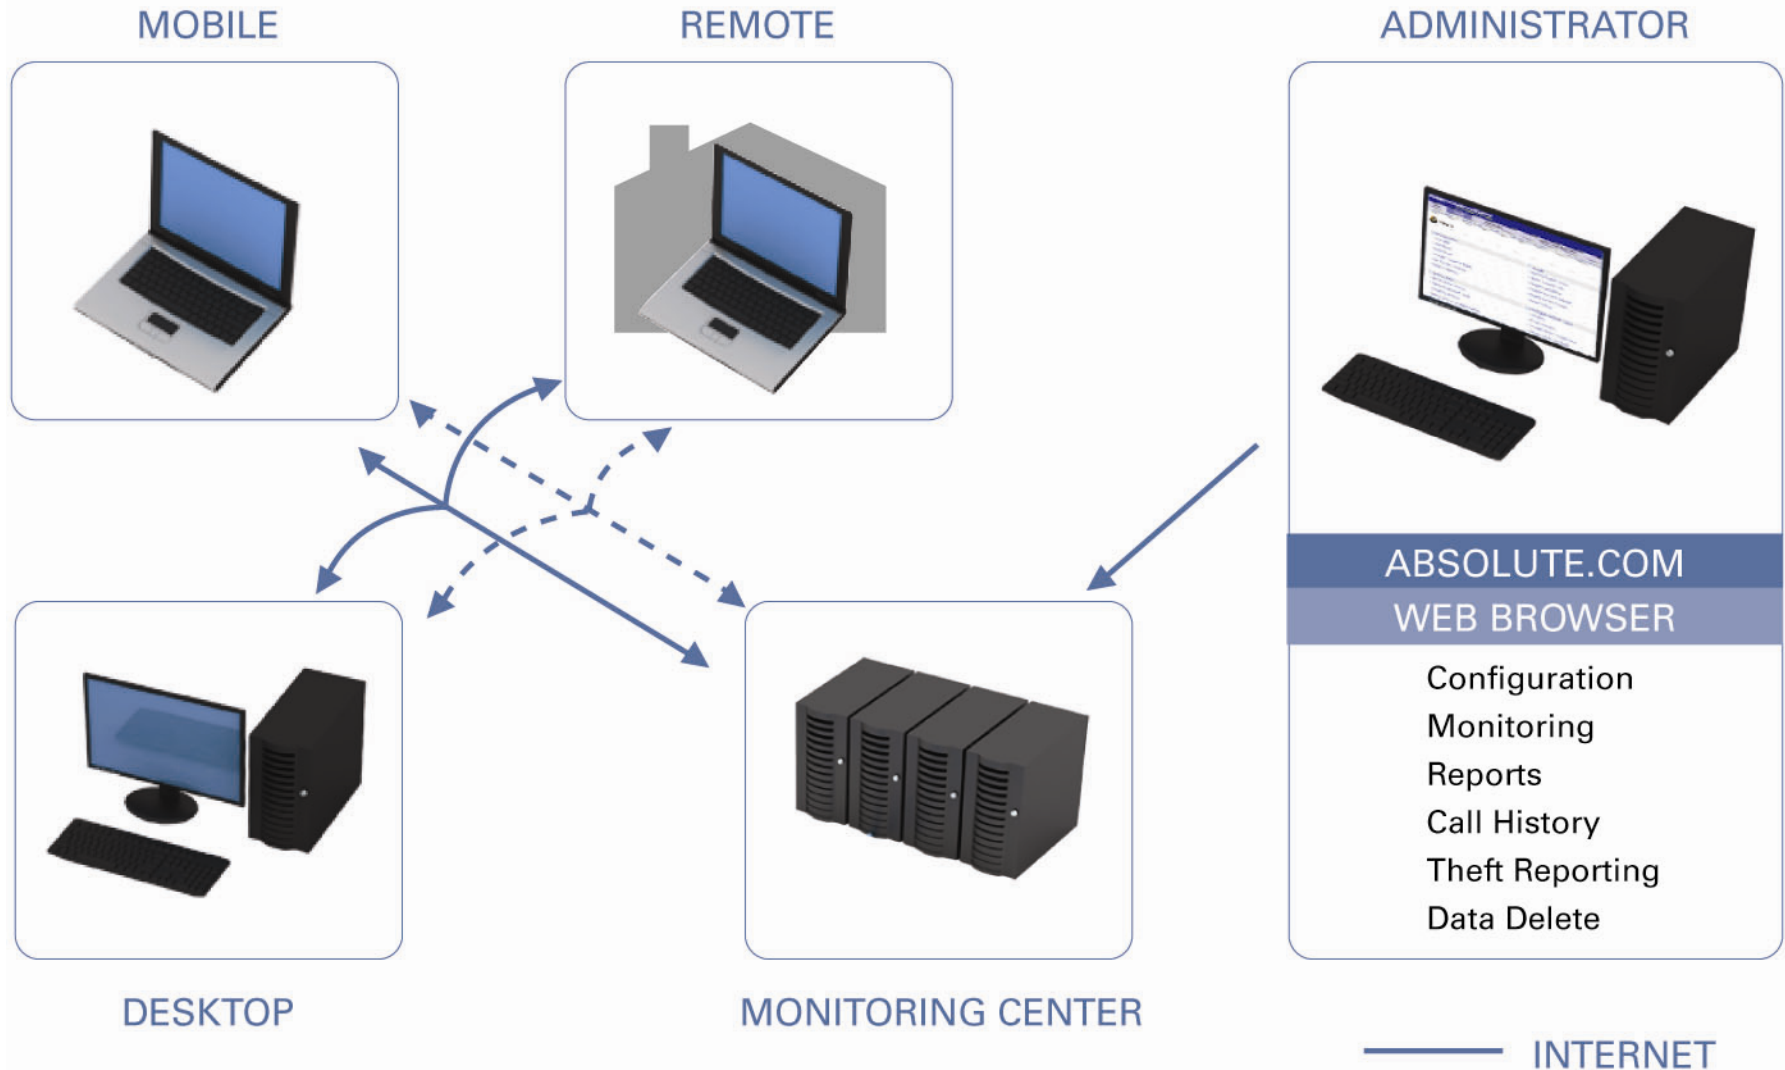 MOBILE
REMOTE
ADMINISTRATOR
ABSOLUTE.COM
WEB BROWSER
Configuration
Monitoring
Reports
Call History
Theft Reporting
Data Delete
DESKTOP
MONITORING CENTER
INTERNET